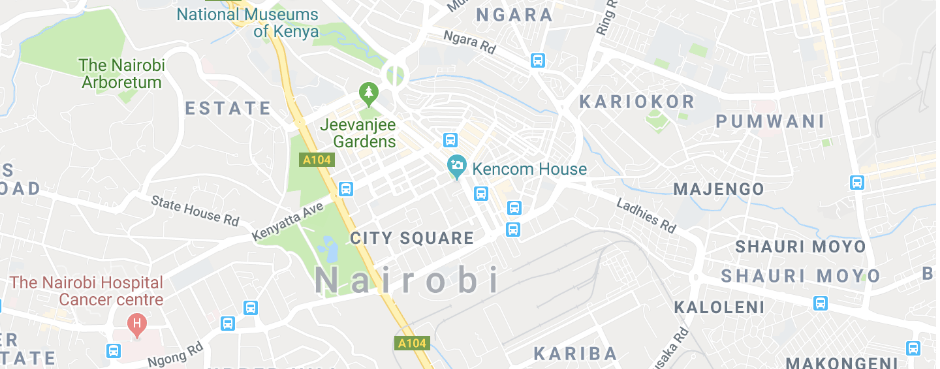 National Museums
of Kenya
NGARA
Ngara Rd
Ring R
Mu
The Nairobi
Arboretum
ESTATE
Jeevanjee
Gardens
KARIOKOR
PUMWANI
A104
Kencom House
S
OAD
MAJENGO
State House Rd
Kenyatta Ave
Ladhies Rd
CITY SQUARE
SHAURI MOYO
SHAURI MOYO
B
Nairobi
The Nairobi Hospital
Cancer centre
H
KALOLENI
ER
STATE
Ngong Rd
A104
KARIBA
usaka Rd
MAKONGENI